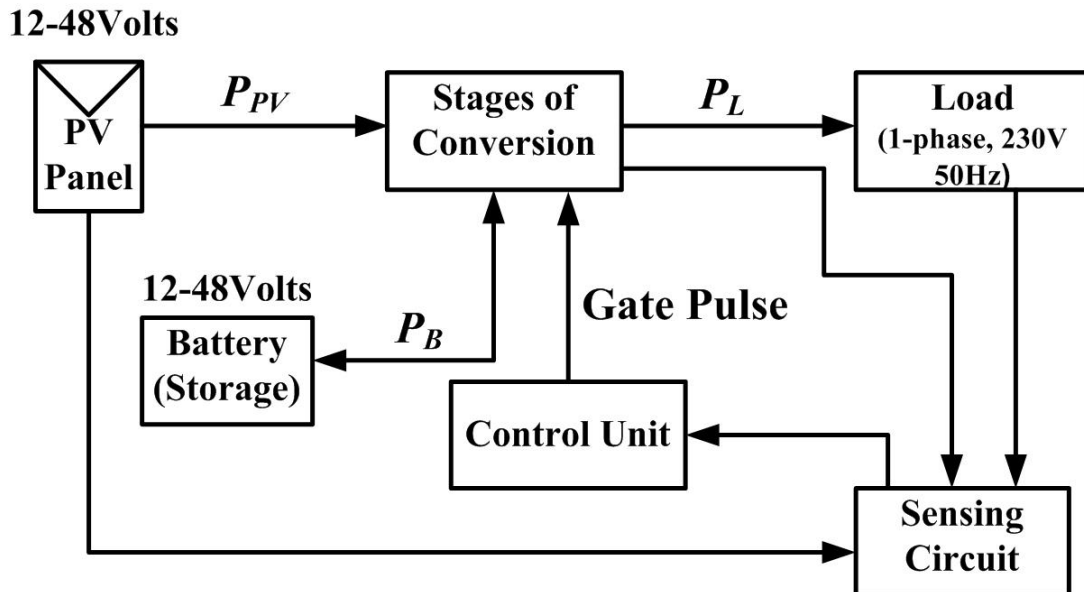 12-48Volts
PV
Panel
P_PV
Stages of
Conversion
P_L
Load
(1-phase, 230V
50Hz)
12-48Volts
Battery
(Storage)
P_B
Gate Pulse
Control Unit
Sensing
Circuit